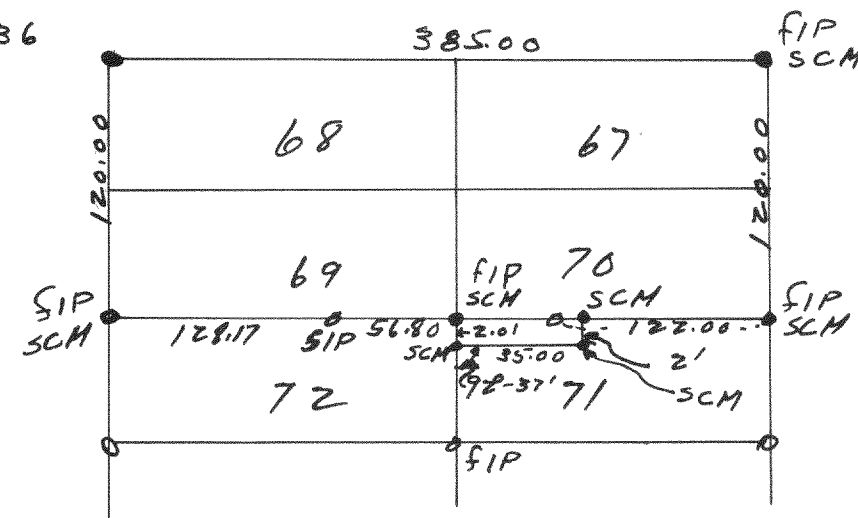 36
385.00
fIP
SCM
120.00
68
67
120.00
69
fIP
SCM
70
SCM
fIP
SCM
fIP
SCM
128.17
SIP
56.80
2.01
122.00
SCM
35.00
2'
72
71
SCM
fIP